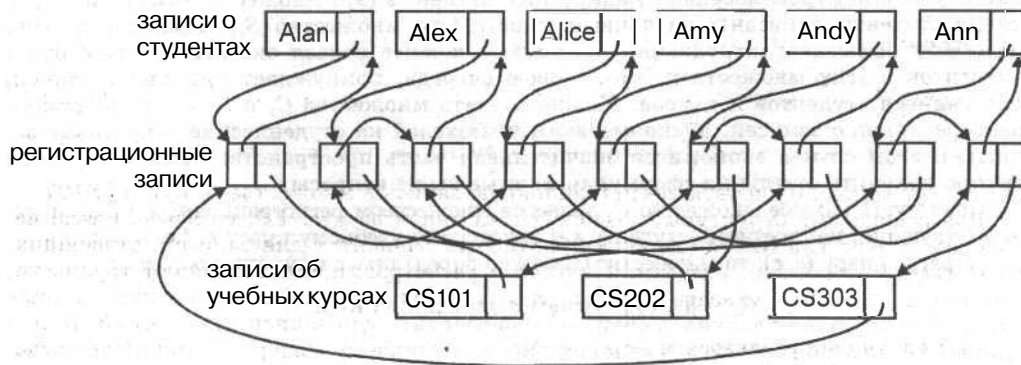 записи о
студентах
Alan
Alex
Alice
Amy
Andy
Ann
регистрационные
записи
записи об
учебных курсах
CS101
CS202
CS303